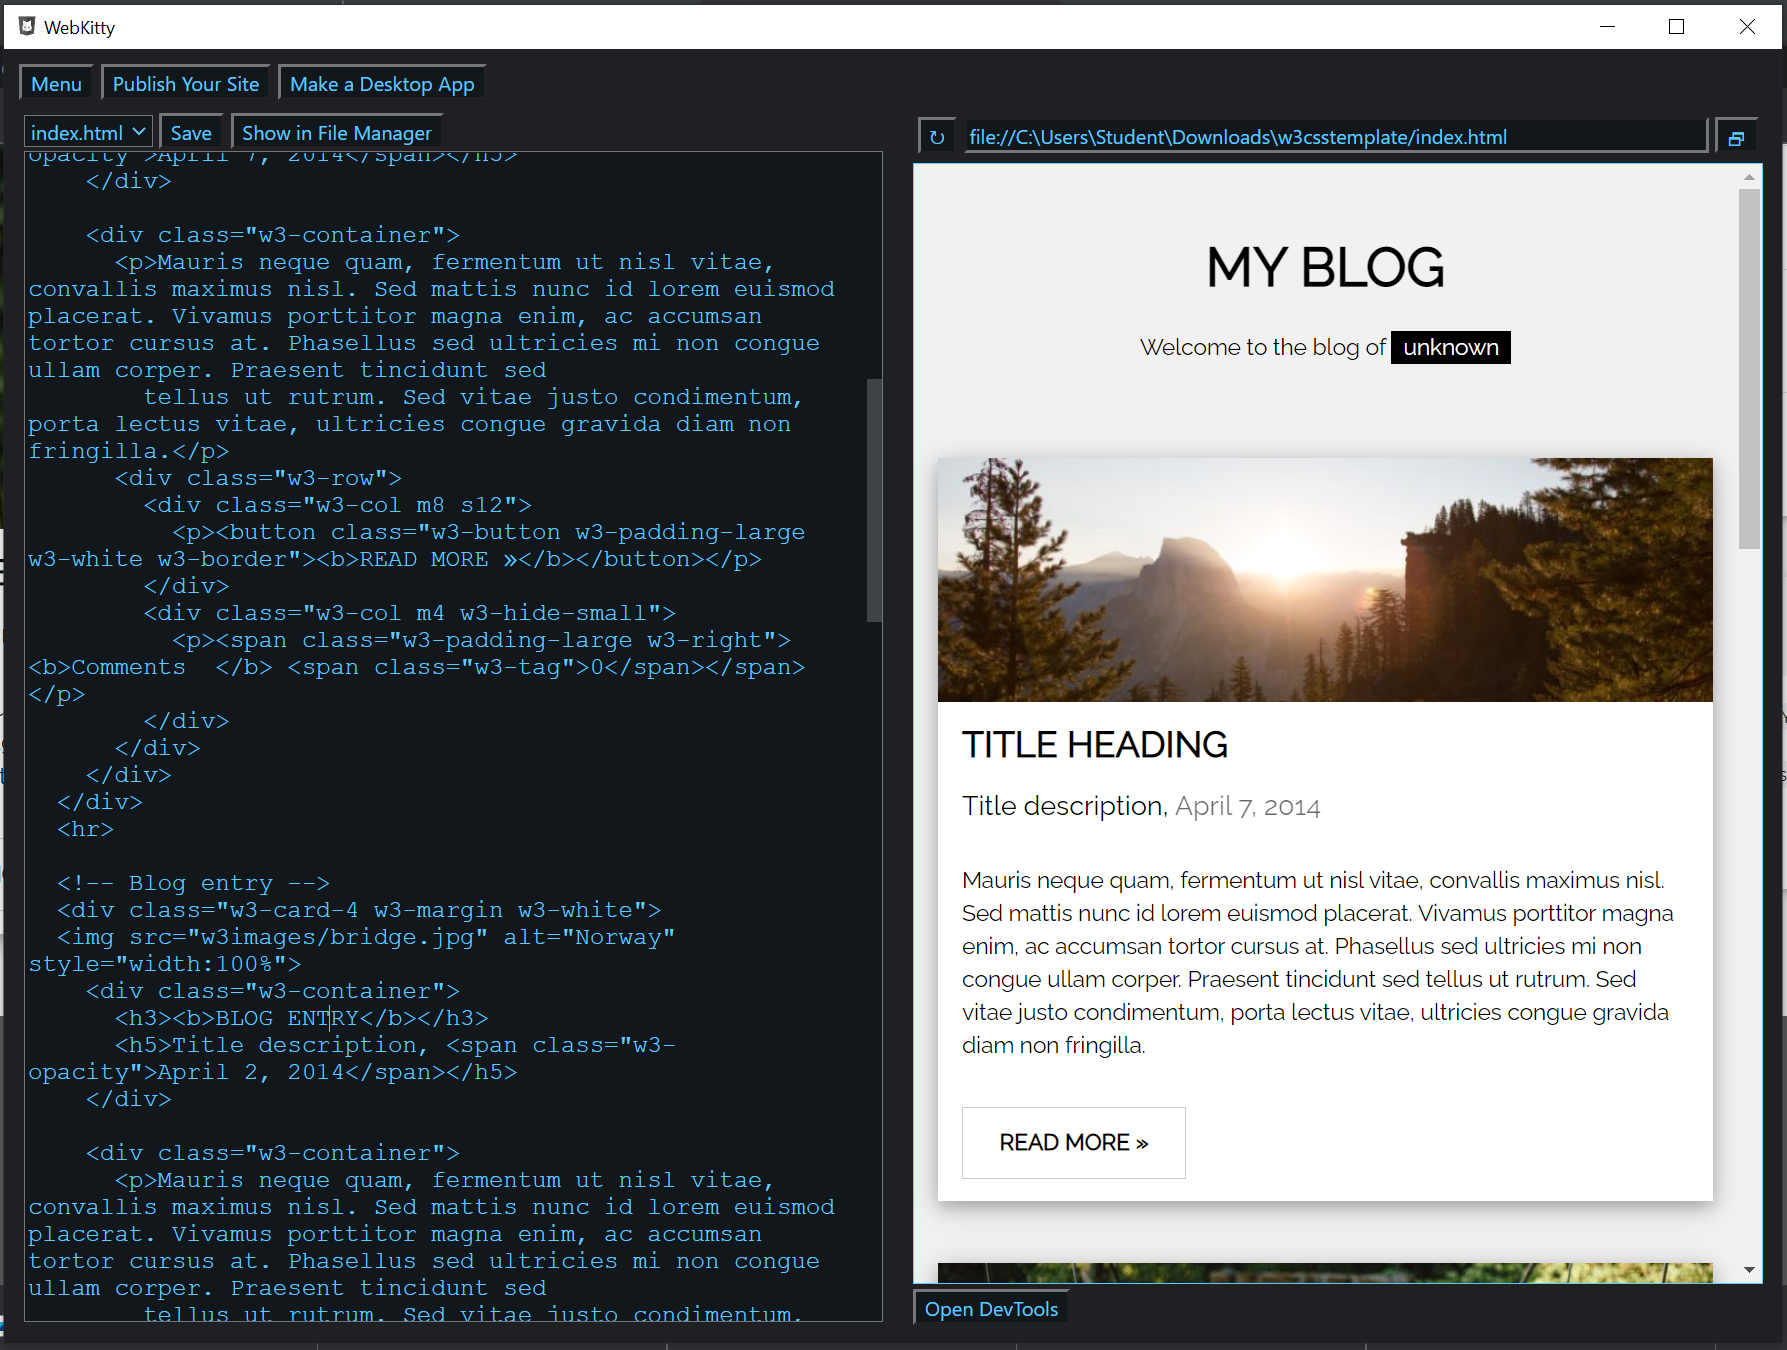 WebKitty
Menu
Publish Your Site
Make a Desktop App
index.html
Save
Show in File Manager
opacity">April 7, 2014</span></h5>
</div>
<div class="w3-container">
<p>Mauris neque quam, fermentum ut nisl vitae,
convallis maximus nisl. Sed mattis nunc id lorem euismod
placerat. Vivamus porttitor magna enim, ac accumsan
tortor cursus at. Phasellus sed ultricies mi non congue
ullam corper. Praesent tincidunt sed
tellus ut rutrum. Sed vitae justo condimentum,
porta lectus vitae, ultricies congue gravida diam non
fringilla.</p>
<div class="w3-row">
<div class="w3-col m8 s12">
<p><button class="w3-button w3-padding-large
w3-white w3-border"><b>READ MORE »</b></button></p>
</div>
<div class="w3-col m4 w3-hide-small">
<p><span class="w3-padding-large w3-right">
<b>Comments  </b> <span class="w3-tag">0</span></span>
</p>
</div>
</div>
</div>
</div>
<hr>
<!-- Blog entry -->
<div class="w3-card-4 w3-margin w3-white">
<img src="w3images/bridge.jpg" alt="Norway"
style="width:100%">
<div class="w3-container">
<h3><b>BLOG ENTRY</b></h3>
<h5>Title description, <span class="w3-
opacity">April 2, 2014</span></h5>
</div>
<div class="w3-container">
<p>Mauris neque quam, fermentum ut nisl vitae,
convallis maximus nisl. Sed mattis nunc id lorem euismod
placerat. Vivamus porttitor magna enim, ac accumsan
tortor cursus at. Phasellus sed ultricies mi non congue
ullam corper. Praesent tincidunt sed
tellus ut rutrum. Sed vitae justo condimentum,
file://C:\Users\Student\Downloads\w3csstemplate/index.html
MY BLOG
Welcome to the blog of unknown
TITLE HEADING
Title description, April 7, 2014
Mauris neque quam, fermentum ut nisl vitae, convallis maximus nisl.
Sed mattis nunc id lorem euismod placerat. Vivamus porttitor magna
enim, ac accumsan tortor cursus at. Phasellus sed ultricies mi non
congue ullam corper. Praesent tincidunt sed tellus ut rutrum. Sed
vitae justo condimentum, porta lectus vitae, ultricies congue gravida
diam non fringilla.
READ MORE »
Open DevTools